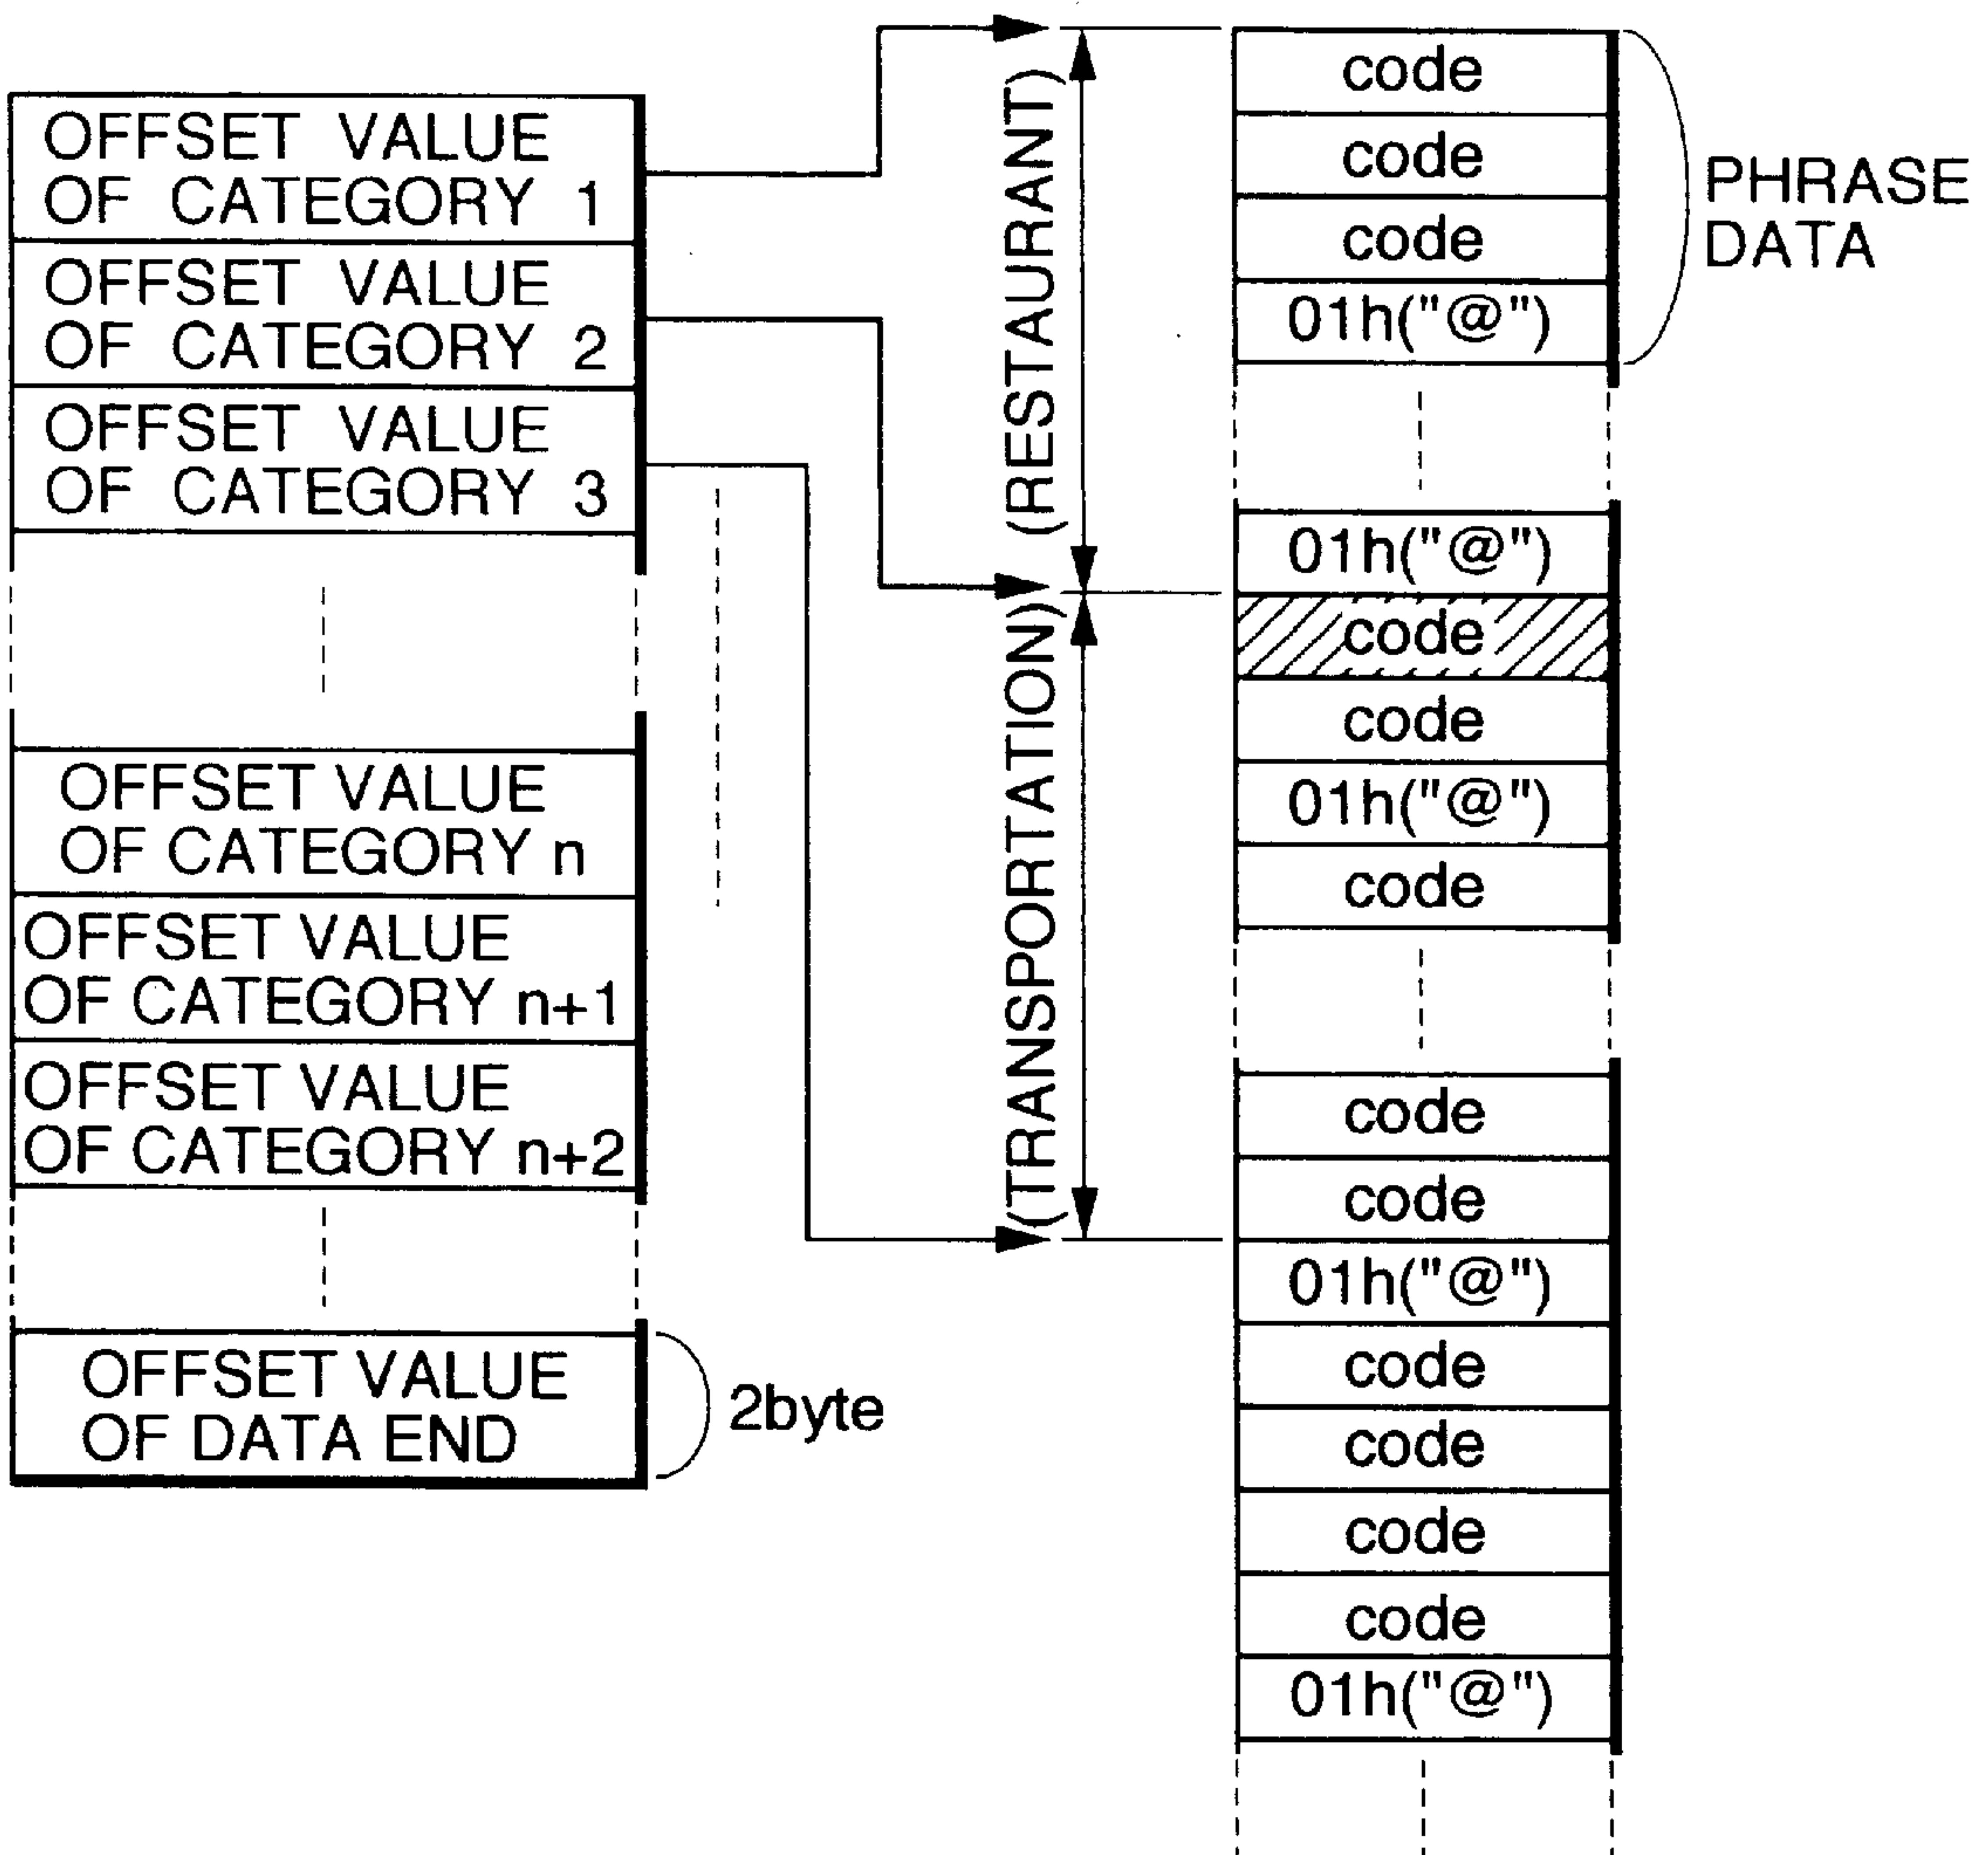 OFFSET VALUE
OF CATEGORY 1
OFFSET VALUE
OF CATEGORY 2
OFFSET VALUE
OF CATEGORY 3
OFFSET VALUE
OF CATEGORY n
OFFSET VALUE
OF CATEGORY n+1
OFFSET VALUE
OF CATEGORY n+2
OFFSET VALUE
OF DATA END
2byte
(RESTAURANT)
(TRANSPORTATION)
code
code
code
01h("@")
PHRASE
DATA
01h("@")
code
code
01h("@")
code
code
code
01h("@")
code
code
code
code
01h("@")